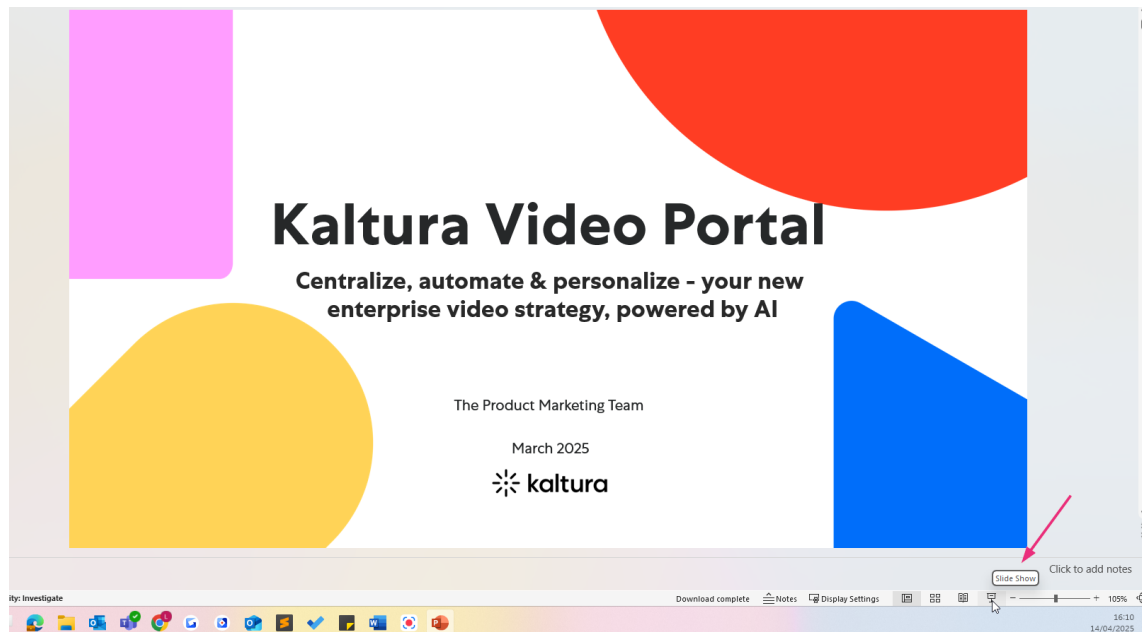 Kaltura Video Portal
Centralize, automate & personalize - your new
enterprise video strategy, powered by AI
The Product Marketing Team
March 2025
kaltura
Click to add notes
Slide Show
ity: Investigate
Download complete Notes Display Settings 105%
16:10
14/04/2025